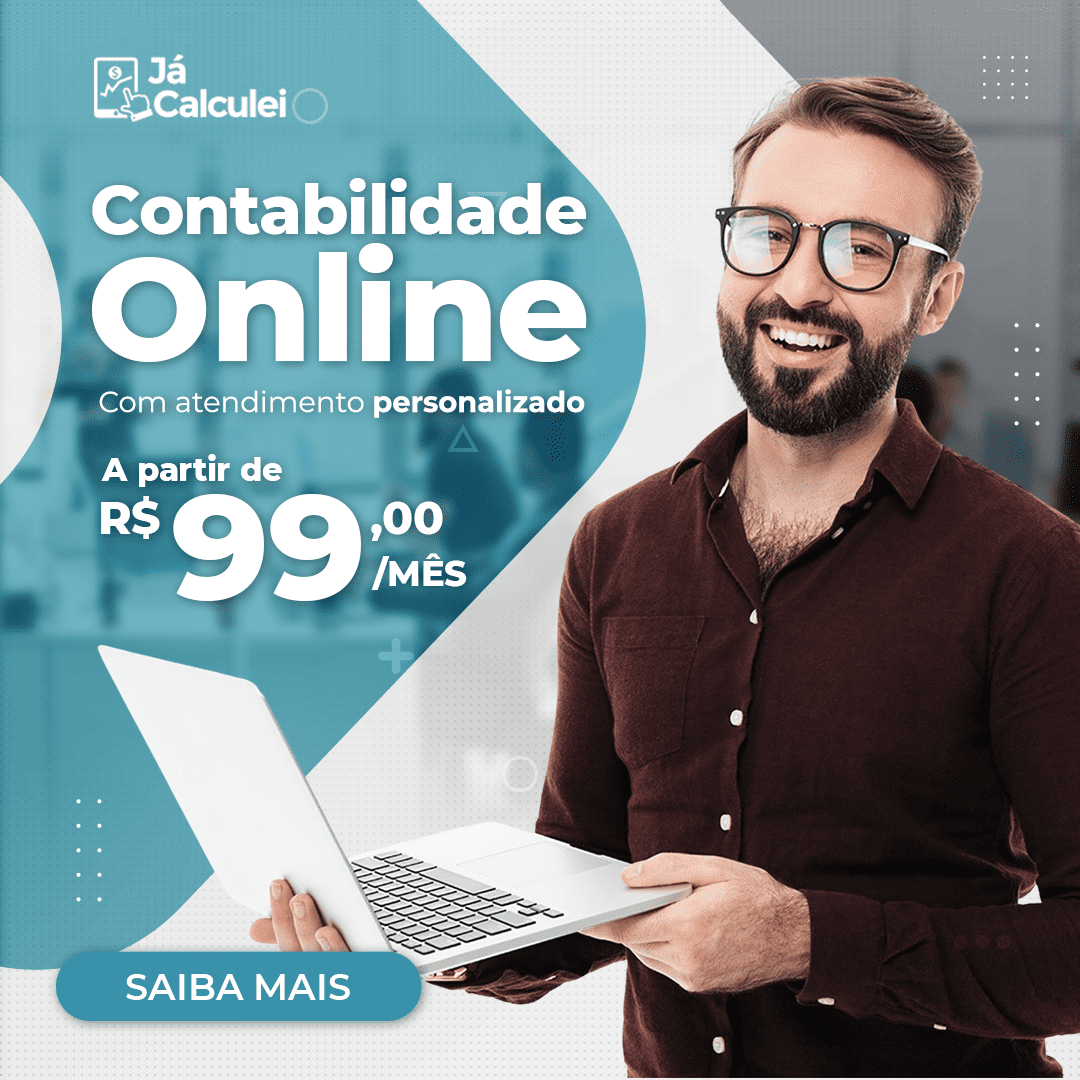 Já
Calculei
Contabilidade
Online
Com atendimento personalizado
A partir de
R$ 99,00
/MÊS
SAIBA MAIS